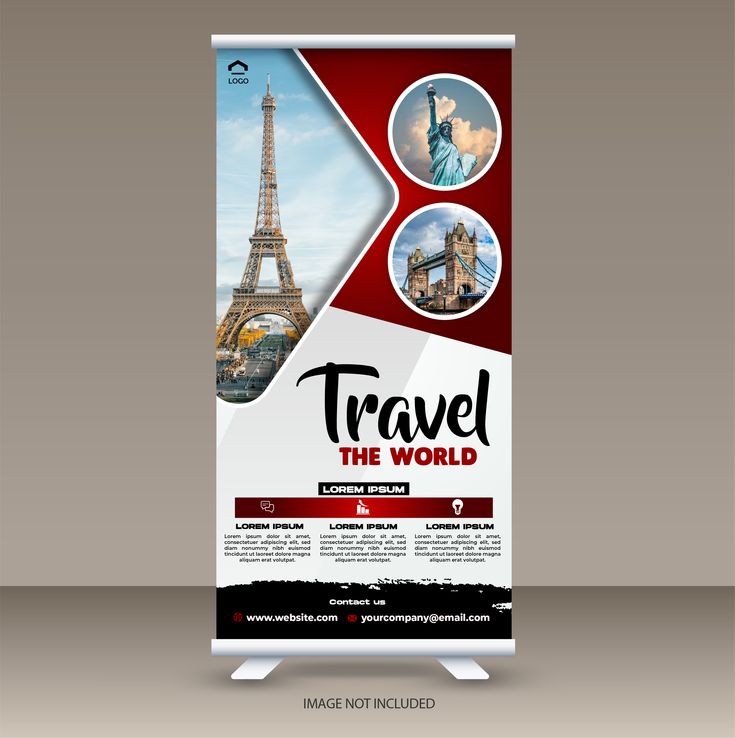 LOGO
Travel
THE WORLD
LOREM IPSUM
LOREM IPSUM
Lorem ipsum dolor sit amet, consectetuer adipiscing elit, sed diam nonummy nibh euismod tincidunt ut laoreet dolore magna aliquam erat
LOREM IPSUM
Lorem ipsum dolor sit amet, consectetuer adipiscing elit, sed diam nonummy nibh euismod tincidunt ut laoreet dolore magna aliquam erat
LOREM IPSUM
Lorem ipsum dolor sit amet, consectetuer adipiscing elit, sed diam nonummy nibh euismod tincidunt ut laoreet dolore magna aliquam erat
Contact us
www.website.com yourcompany@email.com
IMAGE NOT INCLUDED